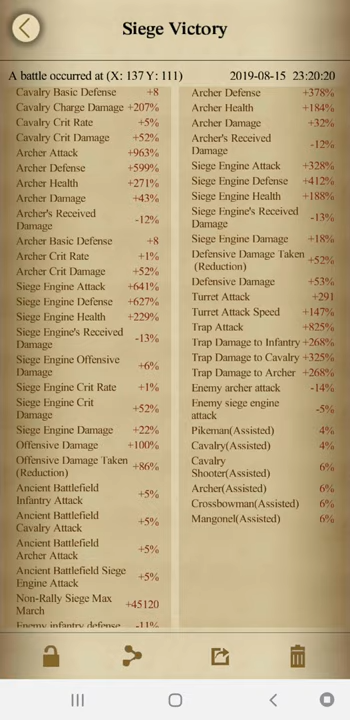 Siege Victory
A battle occurred at (X: 137 Y: 111) 2019-08-15 23:20:20
Cavalry Basic Defense +8
Cavalry Charge Damage +207%
Cavalry Crit Rate +5%
Cavalry Crit Damage +52%
Archer Attack +963%
Archer Defense +599%
Archer Health +271%
Archer Damage +43%
Archer's Received
Damage -12%
Archer Basic Defense +8
Archer Crit Rate +1%
Archer Crit Damage +52%
Siege Engine Attack +641%
Siege Engine Defense +627%
Siege Engine Health +229%
Siege Engine's Received
Damage -13%
Siege Engine Offensive
Damage +6%
Siege Engine Crit Rate +1%
Siege Engine Crit
Damage +52%
Siege Engine Damage +22%
Offensive Damage +100%
Offensive Damage Taken
(Reduction) +86%
Ancient Battlefield
Infantry Attack +5%
Ancient Battlefield
Cavalry Attack +5%
Ancient Battlefield
Archer Attack +5%
Ancient Battlefield Siege
Engine Attack +5%
Non-Rally Siege Max
March +45120
Enemy infantry defense -11%
Archer Defense +378%
Archer Health +184%
Archer Damage +32%
Archer's Received
Damage -12%
Siege Engine Attack +328%
Siege Engine Defense +412%
Siege Engine Health +188%
Siege Engine's Received
Damage -13%
Siege Engine Damage +18%
Defensive Damage Taken
(Reduction) +52%
Defensive Damage +53%
Turret Attack +291
Turret Attack Speed +147%
Trap Attack +825%
Trap Damage to Infantry +268%
Trap Damage to Cavalry +325%
Trap Damage to Archer +268%
Enemy archer attack -14%
Enemy siege engine
attack -5%
Pikeman(Assisted) 4%
Cavalry(Assisted) 4%
Cavalry
Shooter(Assisted) 6%
Archer(Assisted) 6%
Crossbowman(Assisted) 6%
Mangonel(Assisted) 6%